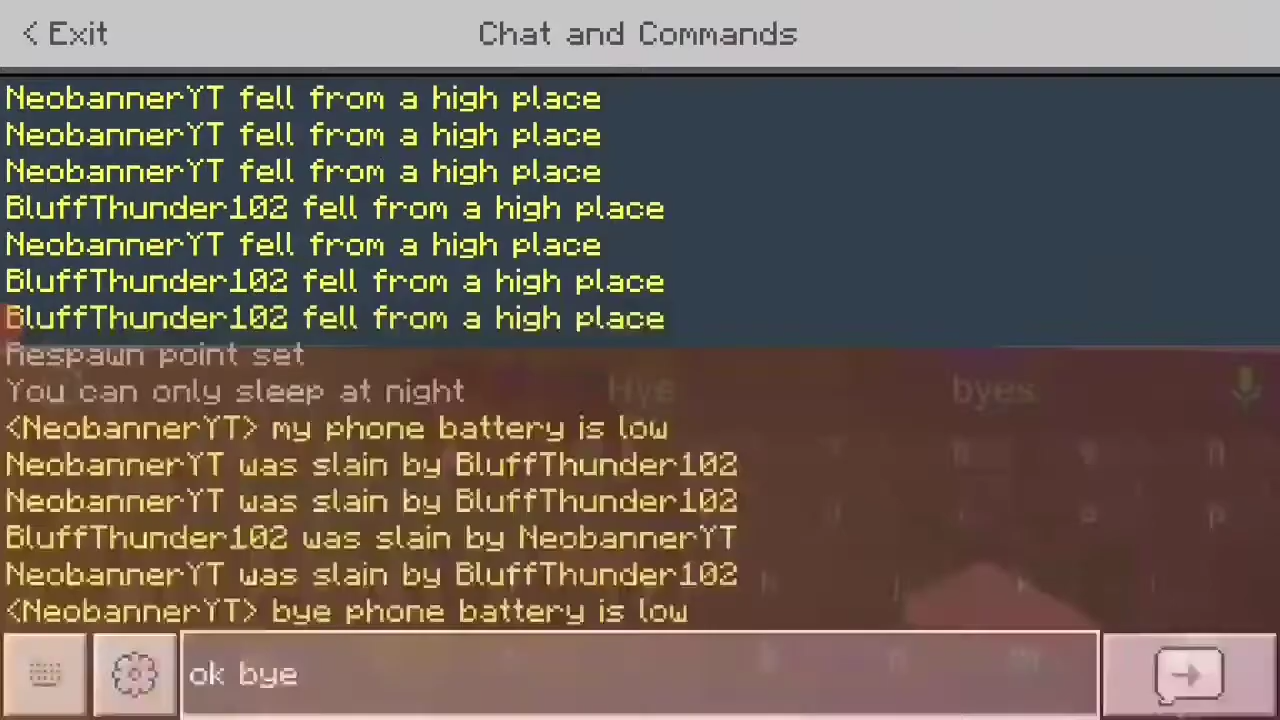 < Exit
Chat and Commands
NeobannerYT fell from a high place
NeobannerYT fell from a high place
NeobannerYT fell from a high place
BluffThunder102 fell from a high place
NeobannerYT fell from a high place
BluffThunder102 fell from a high place
BluffThunder102 fell from a high place
Respawn point set
You can only sleep at night
Hye byes
<NeobannerYT> my phone battery is low
NeobannerYT was slain by BluffThunder102
NeobannerYT was slain by BluffThunder102
BluffThunder102 was slain by NeobannerYT
NeobannerYT was slain by BluffThunder102
<NeobannerYT> bye phone battery is low
ok bye